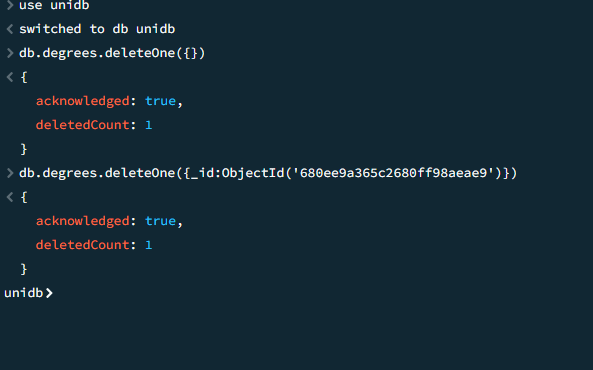 > use unidb
< switched to db unidb
> db.degrees.deleteOne({})
< {
acknowledged: true,
deletedCount: 1
}
> db.degrees.deleteOne({_id:ObjectId('680ee9a365c2680ff98aeae9')})
< {
acknowledged: true,
deletedCount: 1
}
unidb>